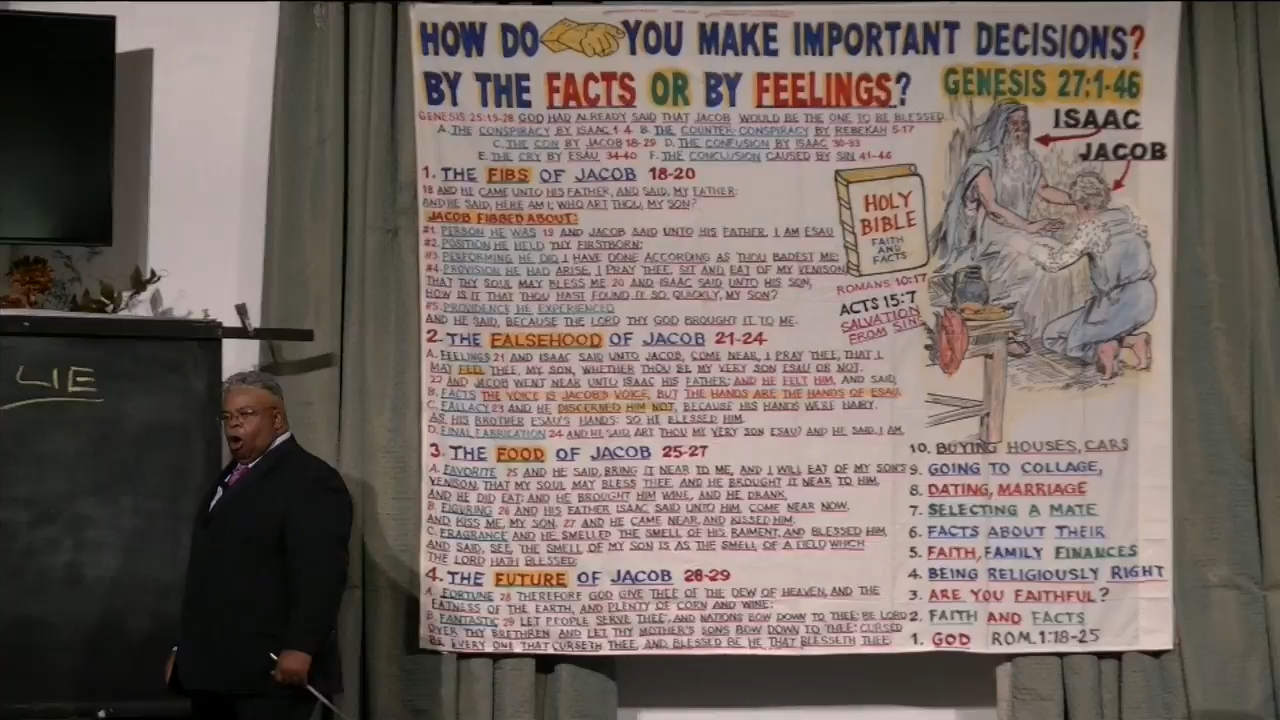 LIE
HOW DO YOU MAKE IMPORTANT DECISIONS?
BY THE FACTS OR BY FEELINGS?
GENESIS 27:1-46
GENESIS 25:19-28 GOD HAD ALREADY SAID THAT JACOB WOULD BE THE ONE TO BE BLESSED.
A. THE CONSPIRACY BY ISAAC 1-4 B. THE COUNTER-CONSPIRACY BY REBEKAH 5-17
C. THE CON BY JACOB 18-29 D. THE CONFUSION BY ISAAC 30-33
E. THE CRY BY ESAU 34-40 F. THE CONCLUSION CAUSED BY SIN 41-46
1. THE FIBS OF JACOB 18-20
18 AND HE CAME UNTO HIS FATHER, AND SAID, MY FATHER:
AND HE SAID, HERE AM I; WHO ART THOU, MY SON?
JACOB FIBBED ABOUT:
#1. PERSON HE WAS 19 AND JACOB SAID UNTO HIS FATHER, I AM ESAU
#2. POSITION HE HELD THY FIRSTBORN;
#3. PERFORMING HE DID I HAVE DONE ACCORDING AS THOU BADEST ME:
#4. PROVISION HE HAD ARISE, I PRAY THEE, SIT AND EAT OF MY VENISON,
THAT THY SOUL MAY BLESS ME 20 AND ISAAC SAID UNTO HIS SON,
HOW IS IT THAT THOU HAST FOUND IT SO QUICKLY, MY SON?
#5. PROVIDENCE HE EXPERIENCED
AND HE SAID, BECAUSE THE LORD THY GOD BROUGHT IT TO ME.
2. THE FALSEHOOD OF JACOB 21-24
A. FEELINGS 21 AND ISAAC SAID UNTO JACOB, COME NEAR, I PRAY THEE, THAT I
MAY FEEL THEE, MY SON, WHETHER THOU BE MY VERY SON ESAU OR NOT.
22 AND JACOB WENT NEAR UNTO ISAAC HIS FATHER; AND HE FELT HIM, AND SAID,
B. FACTS THE VOICE IS JACOB'S VOICE, BUT THE HANDS ARE THE HANDS OF ESAU.
C. FALLACY 23 AND HE DISCERNED HIM NOT, BECAUSE HIS HANDS WERE HAIRY,
AS HIS BROTHER ESAU'S HANDS: SO HE BLESSED HIM.
D. FINAL FABRICATION 24 AND HE SAID, ART THOU MY VERY SON ESAU? AND HE SAID, I AM.
3. THE FOOD OF JACOB 25-27
A. FAVORITE 25 AND HE SAID, BRING IT NEAR TO ME, AND I WILL EAT OF MY SON'S
VENISON, THAT MY SOUL MAY BLESS THEE. AND HE BROUGHT IT NEAR TO HIM,
AND HE DID EAT: AND HE BROUGHT HIM WINE, AND HE DRANK.
B. FIGURING 26 AND HIS FATHER ISAAC SAID UNTO HIM, COME NEAR NOW,
AND KISS ME, MY SON. 27 AND HE CAME NEAR, AND KISSED HIM:
C. FRAGRANCE AND HE SMELLED THE SMELL OF HIS RAIMENT, AND BLESSED HIM,
AND SAID, SEE, THE SMELL OF MY SON IS AS THE SMELL OF A FIELD WHICH
THE LORD HATH BLESSED:
4. THE FUTURE OF JACOB 28-29
A. FORTUNE 28 THEREFORE GOD GIVE THEE OF THE DEW OF HEAVEN, AND THE
FATNESS OF THE EARTH, AND PLENTY OF CORN AND WINE:
B. FANTASTIC 29 LET PEOPLE SERVE THEE, AND NATIONS BOW DOWN TO THEE: BE LORD
OVER THY BRETHREN, AND LET THY MOTHER'S SONS BOW DOWN TO THEE: CURSED
BE EVERY ONE THAT CURSETH THEE, AND BLESSED BE HE THAT BLESSETH THEE.
ISAAC
JACOB
HOLY
BIBLE
FAITH
AND
FACTS
ROMANS 10:17
ACTS 15:7
SALVATION
FROM SINS
10. BUYING HOUSES, CARS
9. GOING TO COLLAGE,
8. DATING, MARRIAGE
7. SELECTING A MATE
6. FACTS ABOUT THEIR
5. FAITH, FAMILY FINANCES
4. BEING RELIGIOUSLY RIGHT
3. ARE YOU FAITHFUL?
2. FAITH AND FACTS
1. GOD ROM. 1:18-25